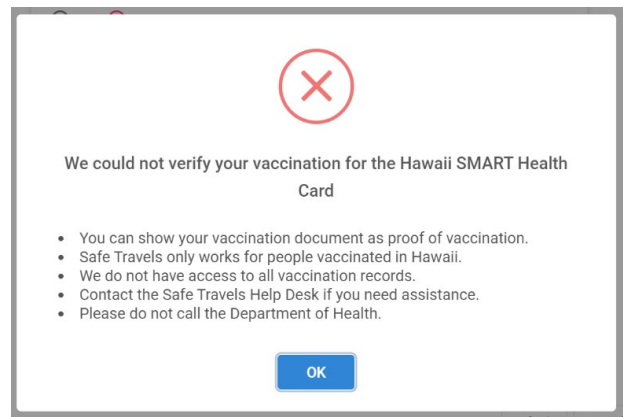 We could not verify your vaccination for the Hawaii SMART Health
Card
• You can show your vaccination document as proof of vaccination.
• Safe Travels only works for people vaccinated in Hawaii.
• We do not have access to all vaccination records.
• Contact the Safe Travels Help Desk if you need assistance.
• Please do not call the Department of Health.
OK